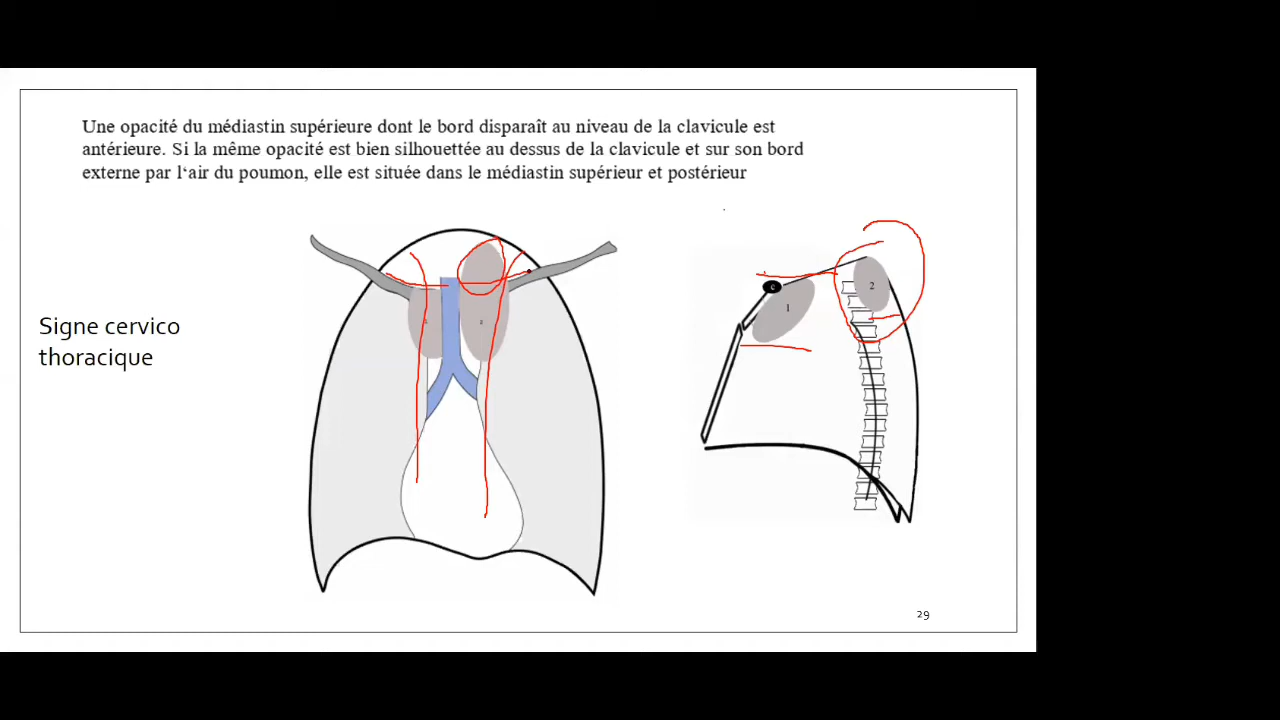 Une opacité du médiastin supérieure dont le bord disparaît au niveau de la clavicule est
antérieure. Si la même opacité est bien silhouettée au dessus de la clavicule et sur son bord
externe par l'air du poumon, elle est située dans le médiastin supérieur et postérieur
Signe cervico
thoracique
c
1
2
2
29